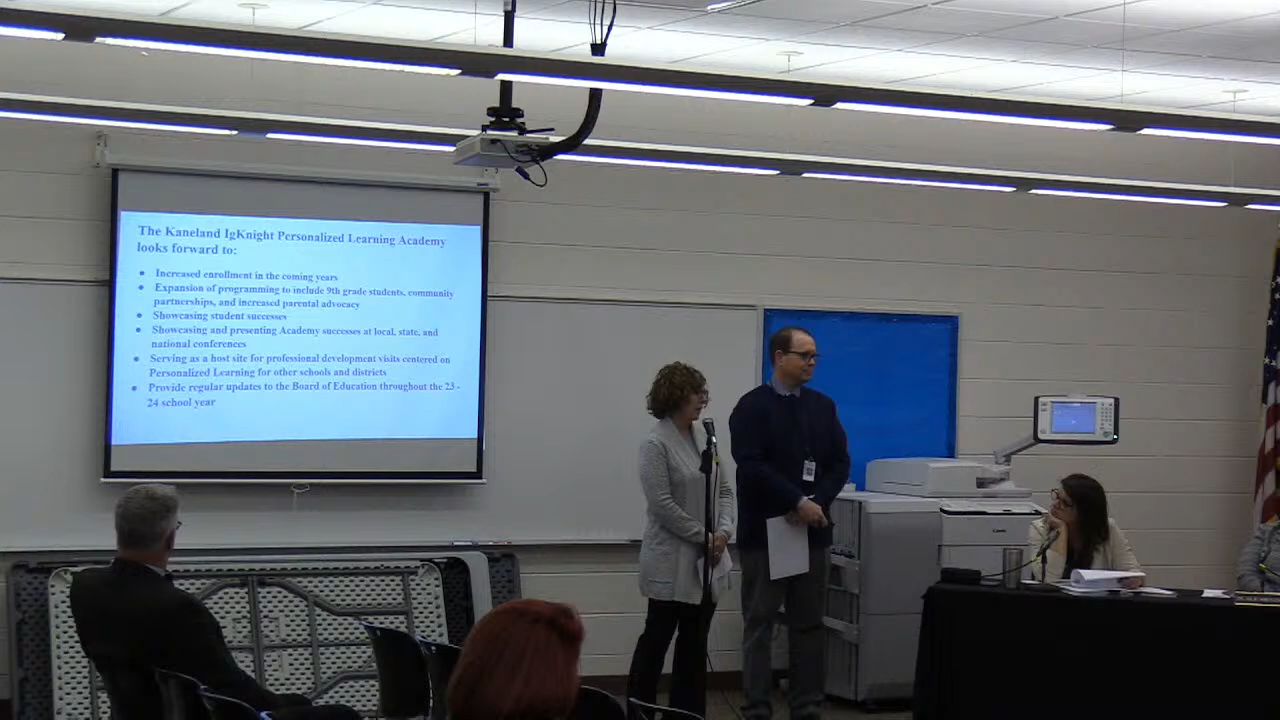 The Kaneland IgKnight Personalized Learning Academy
looks forward to:
● Increased enrollment in the coming years
● Expansion of programming to include 9th grade students, community
partnerships, and increased parental advocacy
● Showcasing student successes
● Showcasing and presenting Academy successes at local, state, and
national conferences
● Serving as a host site for professional development visits centered on
Personalized Learning for other schools and districts
● Provide regular updates to the Board of Education throughout the 23-
24 school year
Canon